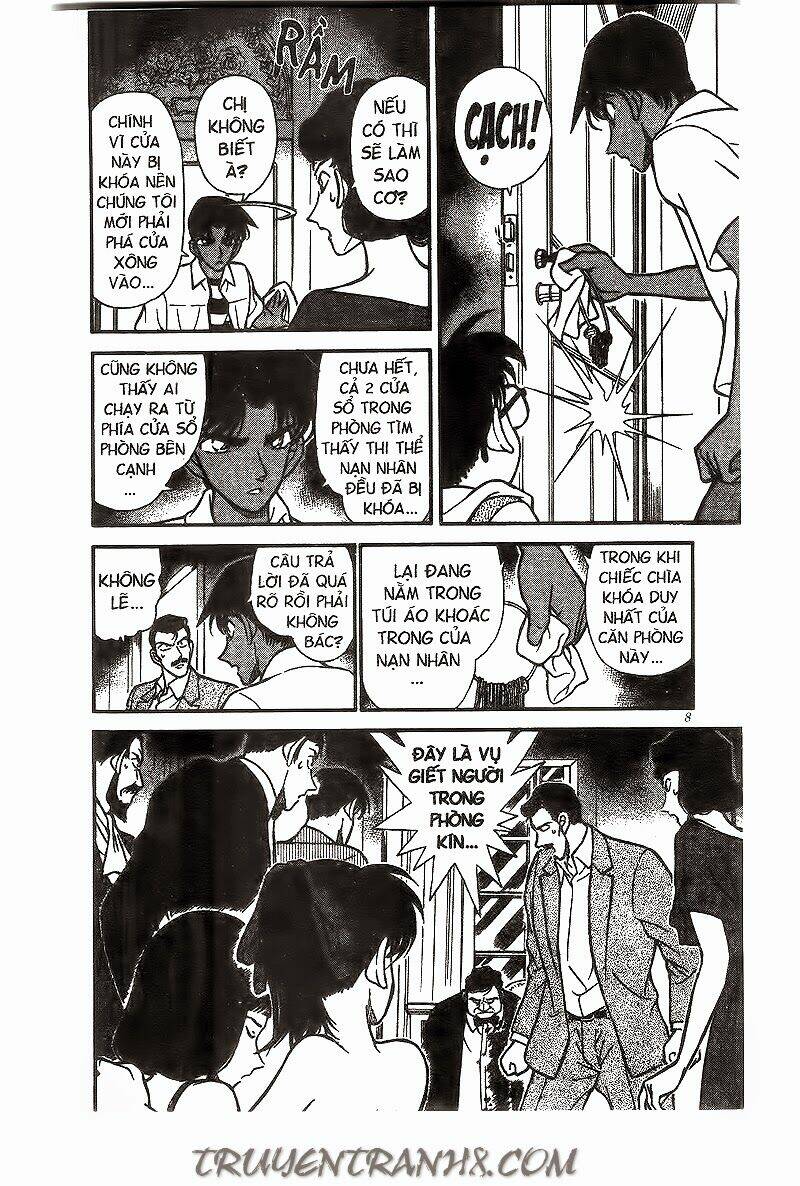 CẠCH!
RẦM
NẾU
CÓ THÌ
SẼ LÀM
SAO
CƠ?
CHỊ
KHÔNG
BIẾT
À?
CHÍNH
VÌ CỬA
NÀY BỊ
KHÓA NÊN
CHÚNG TÔI
MỚI PHẢI
PHÁ CỬA
XÔNG
VÀO...
CHƯA HẾT,
CẢ 2 CỬA
SỔ TRONG
PHÒNG TÌM
THẤY THI THỂ
NẠN NHÂN
ĐỀU ĐÃ BỊ
KHÓA...
CŨNG KHÔNG
THẤY AI
CHẠY RA TỪ
PHÍA CỬA SỔ
PHÒNG BÊN
CẠNH
...
TRONG KHI
CHIẾC CHÌA
KHÓA DUY
NHẤT CỦA
CĂN PHÒNG
NÀY...
LẠI ĐANG
NẰM TRONG
TÚI ÁO KHOÁC
TRONG CỦA
NẠN NHÂN
...
CÂU TRẢ
LỜI ĐÃ QUÁ
RÕ RỒI PHẢI
KHÔNG
BÁC?
KHÔNG
LẼ...
8
ĐÂY LÀ VỤ
GIẾT NGƯỜI
TRONG
PHÒNG
KÍN...
TRUYENTRANH8.COM